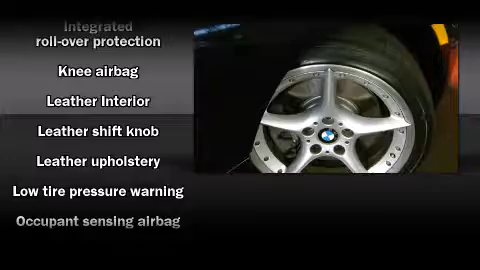 Integrated
roll-over protection
Knee airbag
Leather Interior
Leather shift knob
Leather upholstery
Low tire pressure warning
Occupant sensing airbag